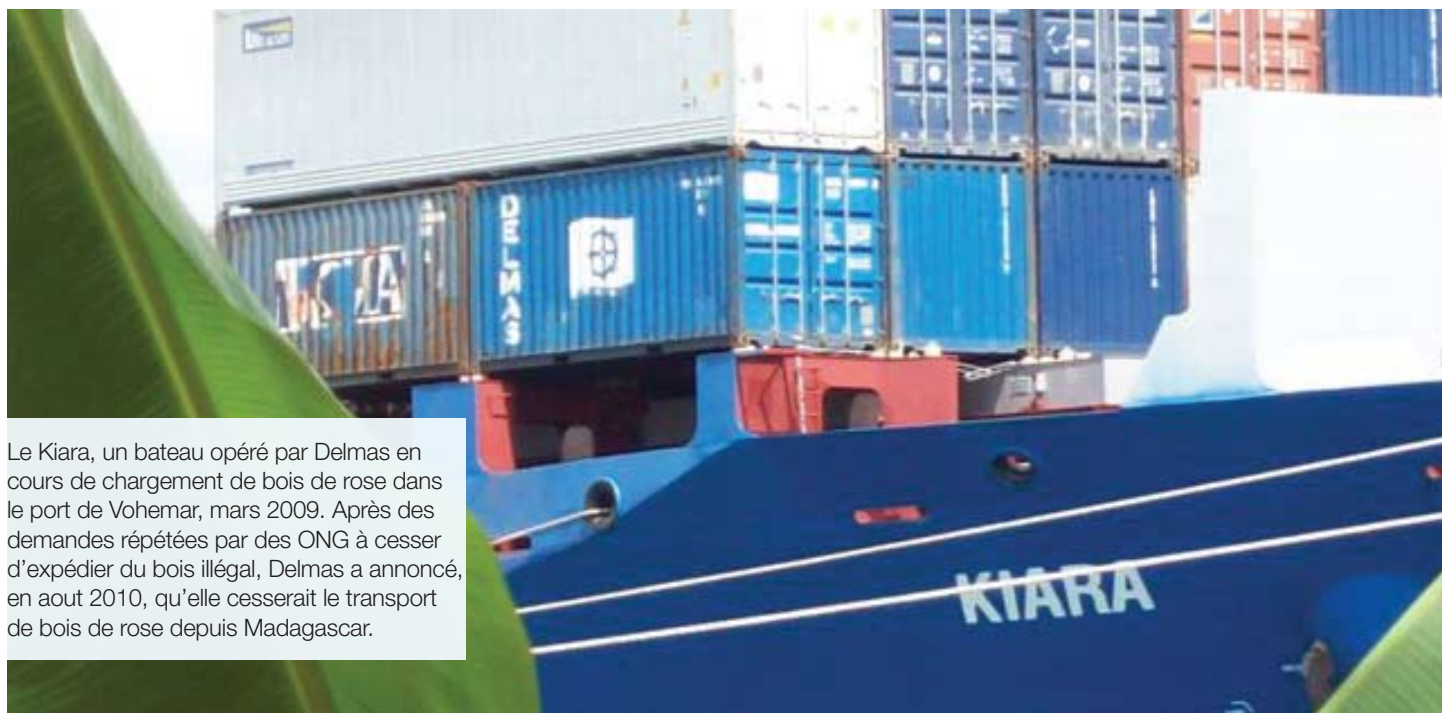 DELMAS
Le Kiara, un bateau opéré par Delmas en
cours de chargement de bois de rose dans
le port de Vohemar, mars 2009. Après des
demandes répétées par des ONG à cesser
d’expédier du bois illégal, Delmas a annoncé,
en aout 2010, qu’elle cesserait le transport
de bois de rose depuis Madagascar.
KIARA